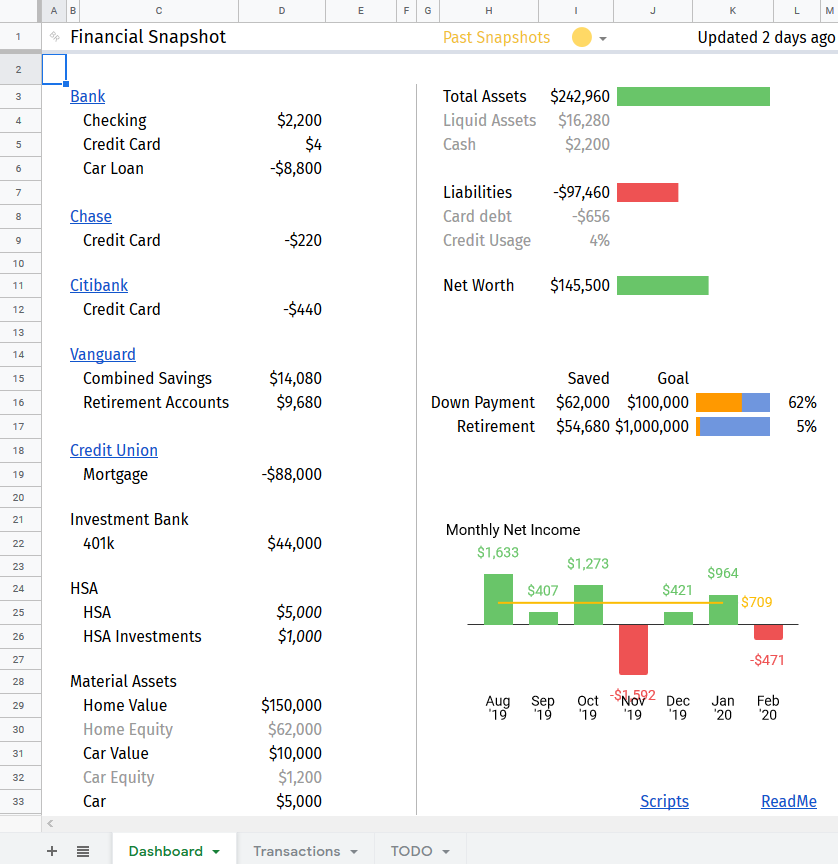 A B C D E F G H I J K L M
1 Financial Snapshot Past Snapshots Updated 2 days ago
2
3 Bank Total Assets $242,960
4 Checking $2,200 Liquid Assets $16,280
5 Credit Card $4 Cash $2,200
6 Car Loan -$8,800
7 Liabilities -$97,460
8 Chase Card debt -$656
9 Credit Card -$220 Credit Usage 4%
10
11 Citibank Net Worth $145,500
12 Credit Card -$440
13
14 Vanguard
15 Combined Savings $14,080 Saved Goal
16 Retirement Accounts $9,680 Down Payment $62,000 $100,000 62%
17 Retirement $54,680 $1,000,000 5%
18 Credit Union
19 Mortgage -$88,000
20
21 Investment Bank
Monthly Net Income
22 401k $44,000
$1,633 $407 $1,273 $421 $964 $709
23
24 HSA
25 HSA $5,000
26 HSA Investments $1,000
27
-$471
28 Material Assets
-$1,592
29 Home Value $150,000
Aug Sep Oct Nov Dec Jan Feb
'19 '19 '19 '19 '19 '20 '20
30 Home Equity $62,000
31 Car Value $10,000
32 Car Equity $1,200
33 Car $5,000 Scripts ReadMe
Dashboard Transactions TODO